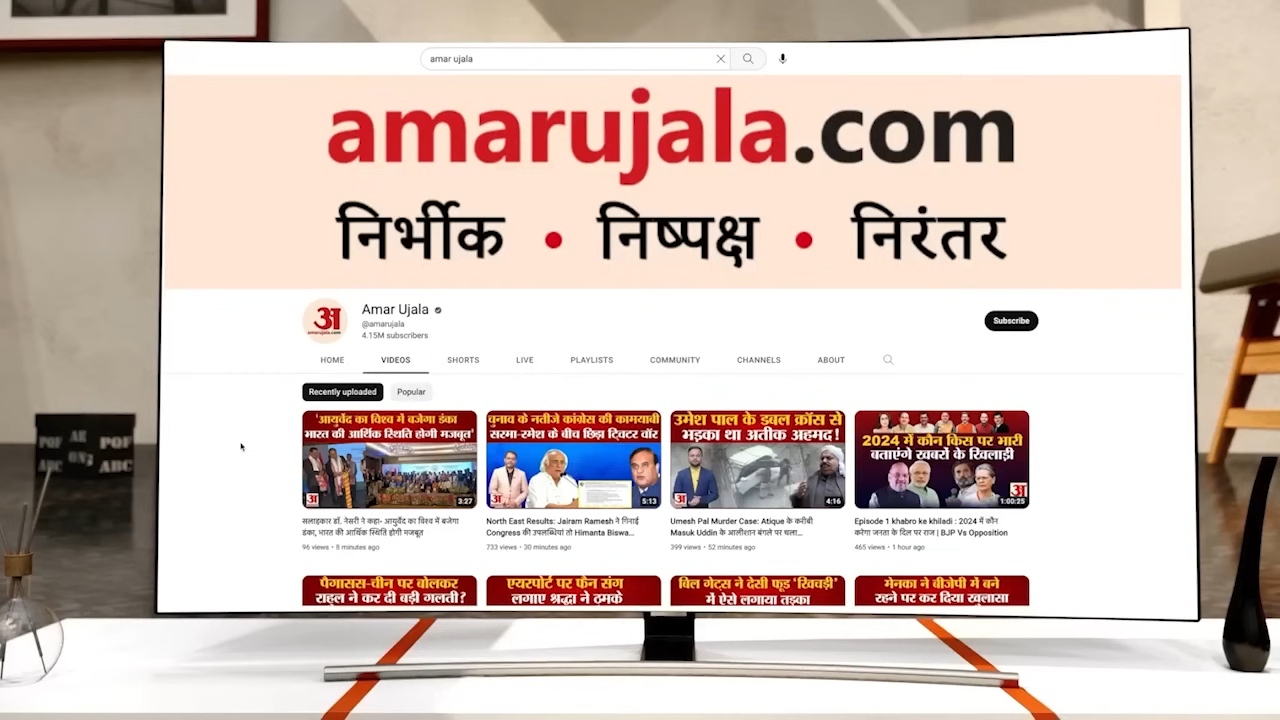 amar ujala
amarujala.com
निर्भीक • निष्पक्ष • निरंतर
अ
amarujala.com
Amar Ujala
@amarujala
4.15M subscribers
Subscribe
HOME VIDEOS SHORTS LIVE PLAYLISTS COMMUNITY CHANNELS ABOUT
Recently uploaded Popular
'आयुर्वेद का विश्व में बजेगा डंका
भारत की आर्थिक स्थिति होगी मजबूत'
अ
3:27
सलाहकार डॉ. नेसरी ने कहा- आयुर्वेद का विश्व में बजेगा
डंका, भारत की आर्थिक स्थिति होगी मजबूत
96 views • 8 minutes ago
चुनाव के नतीजे कांग्रेस की कामयाबी
सरमा-रमेश के बीच छिड़ा ट्विटर वॉर
अ
5:13
North East Results: Jairam Ramesh ने गिनाई
Congress की उपलब्धियां तो Himanta Biswa...
733 views • 30 minutes ago
उमेश पाल के डबल क्रॉस से
भड़का था अतीक अहमद!
अ
4:16
Umesh Pal Murder Case: Atique के करीबी
Masuk Uddin के आलीशान बंगले पर चला...
399 views • 52 minutes ago
2024 में कौन किस पर भारी
बताएंगे खबरों के खिलाड़ी
अ
1:00:25
Episode 1 khabro ke khiladi : 2024 में कौन
करेगा जनता के दिल पर राज | BJP Vs Opposition
465 views • 1 hour ago
पैगासस-चीन पर बोलकर
राहुल ने कर दी बड़ी गलती?
एयरपोर्ट पर फैन संग
लगाए श्रद्धा ने ठुमके
बिल गेट्स ने देसी फूड 'खिचड़ी'
में ऐसे लगाया तड़का
मेनका ने बीजेपी में बने
रहने पर कर दिया खुलासा